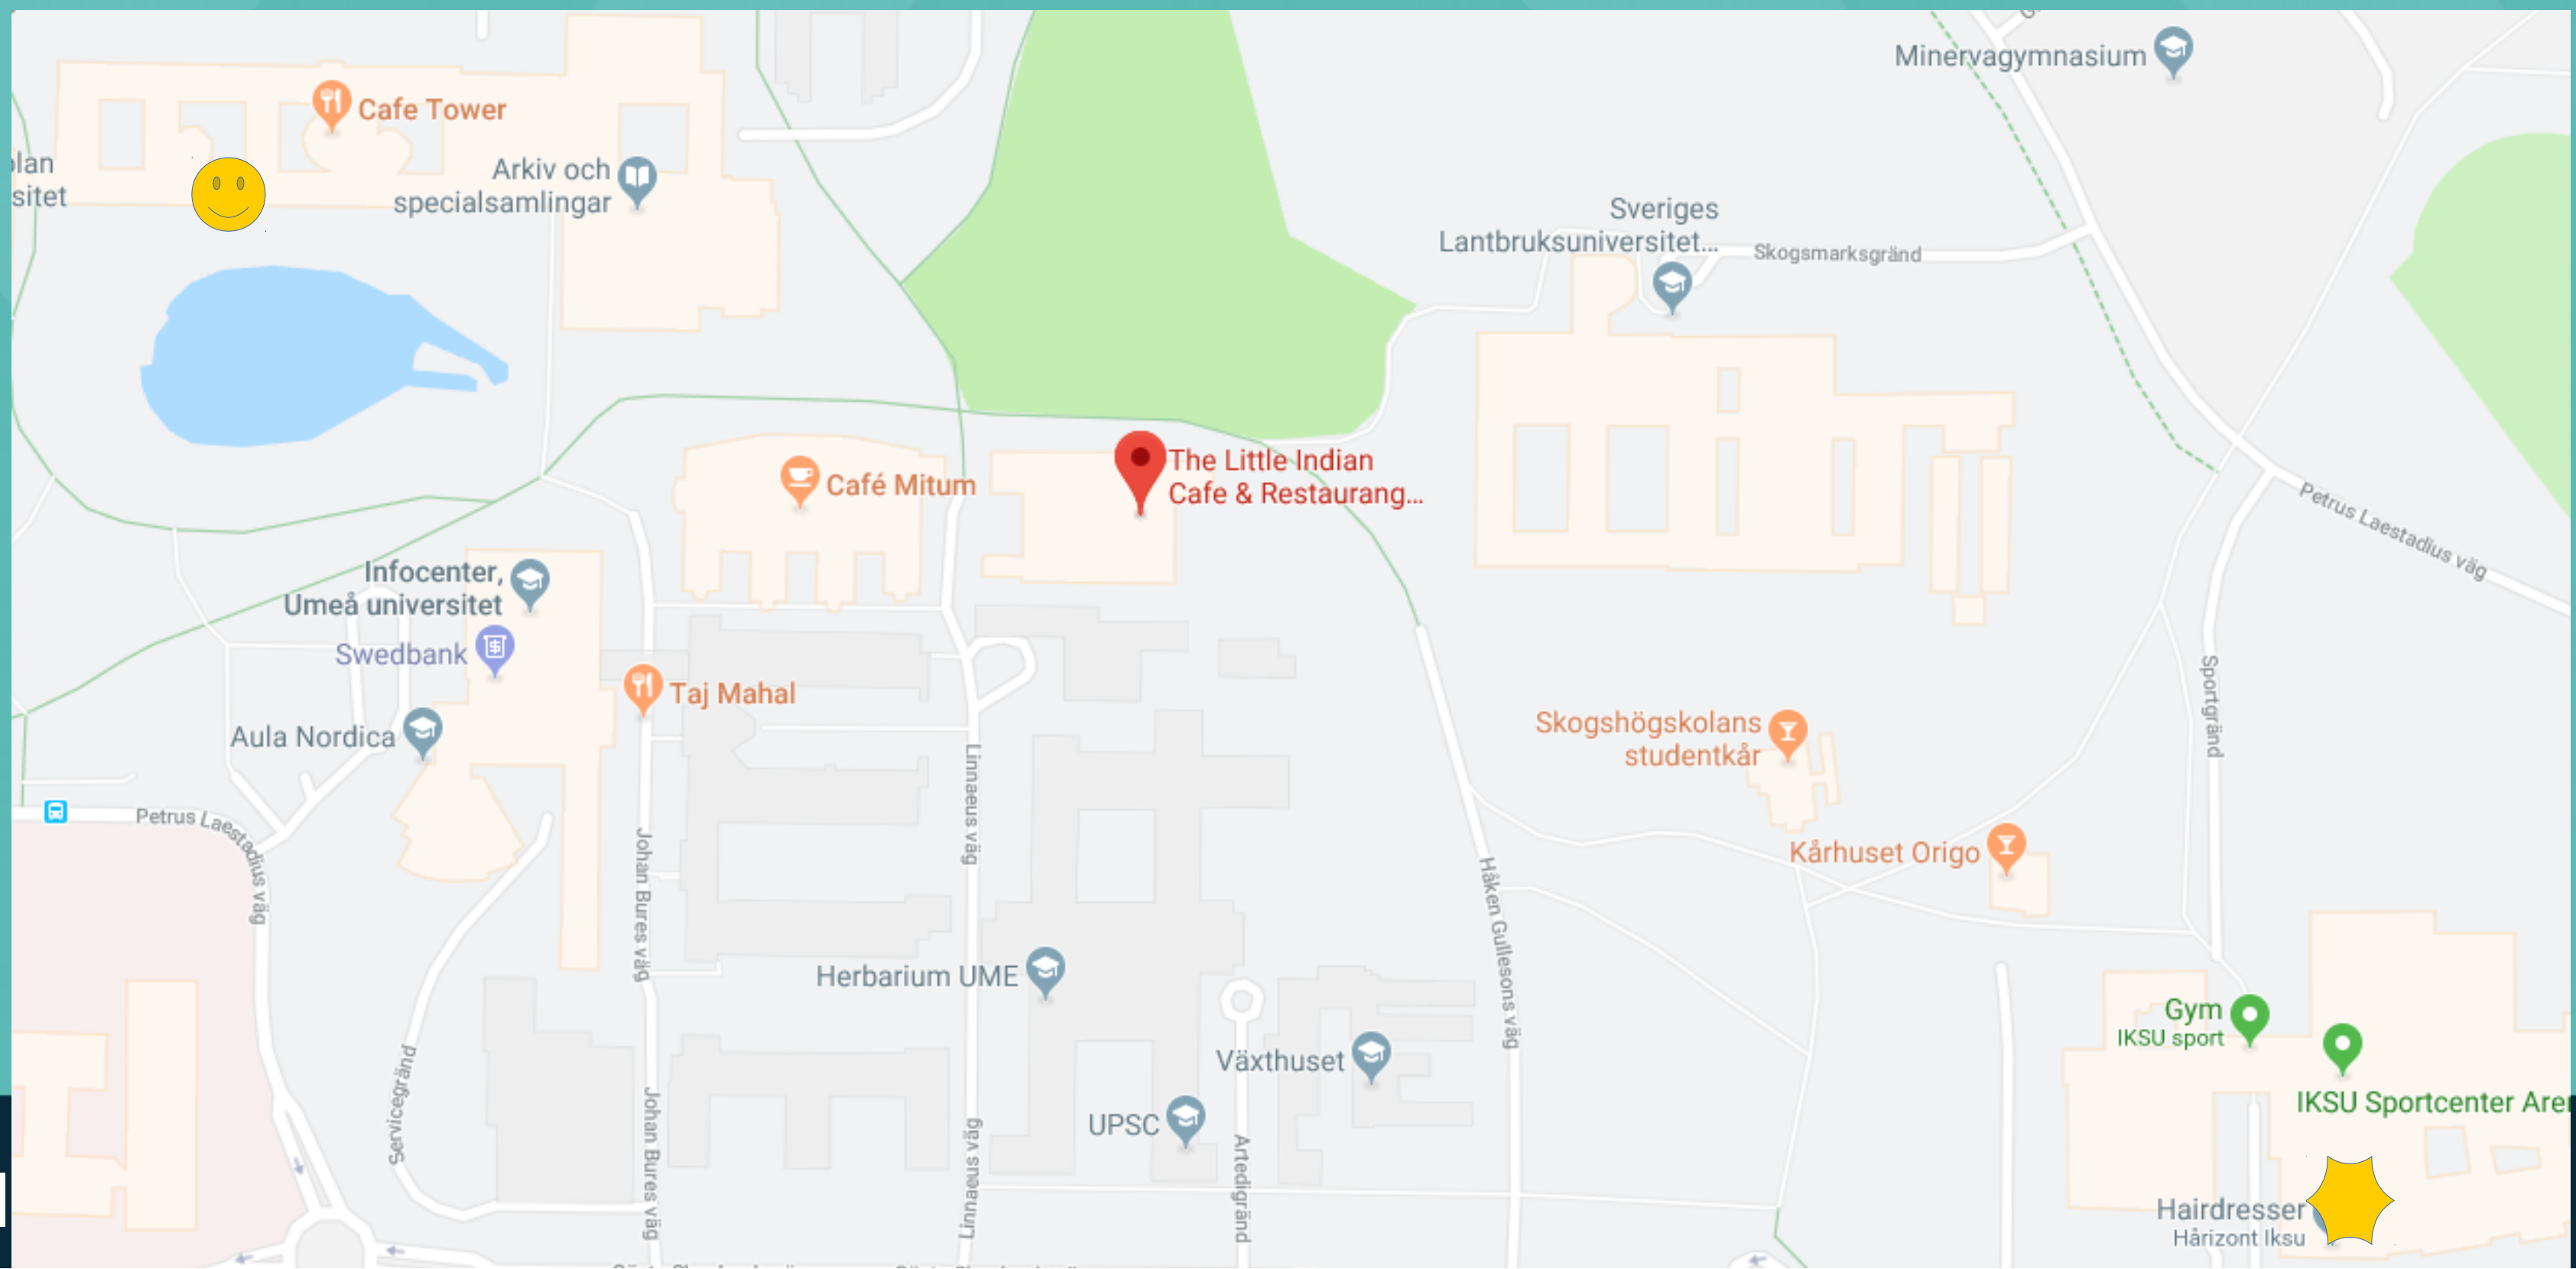 Minervagymnasium
Cafe Tower
Arkiv och
specialsamlingar
sitet
Sveriges
Lantbruksuniversitet...
Skogsmarksgränd
The Little Indian
Cafe & Restaurang...
Café Mitum
Petrus Laestadius väg
Infocenter,
Umeå universitet
Swedbank
Taj Mahal
Aula Nordica
Sportgränd
Skogshögskolans
studentkår
Petrus Laestadius väg
Linnaeus väg
Johan Bures väg
Kårhuset Origo
Håken Gullesons väg
Herbarium UME
Gym
IKSU sport
Växthuset
IKSU Sportcenter Aren
Servicegränd
UPSC
Johan Bures väg
Linnaeus väg
Artedigränd
Hairdresser
Hårizont Iksu